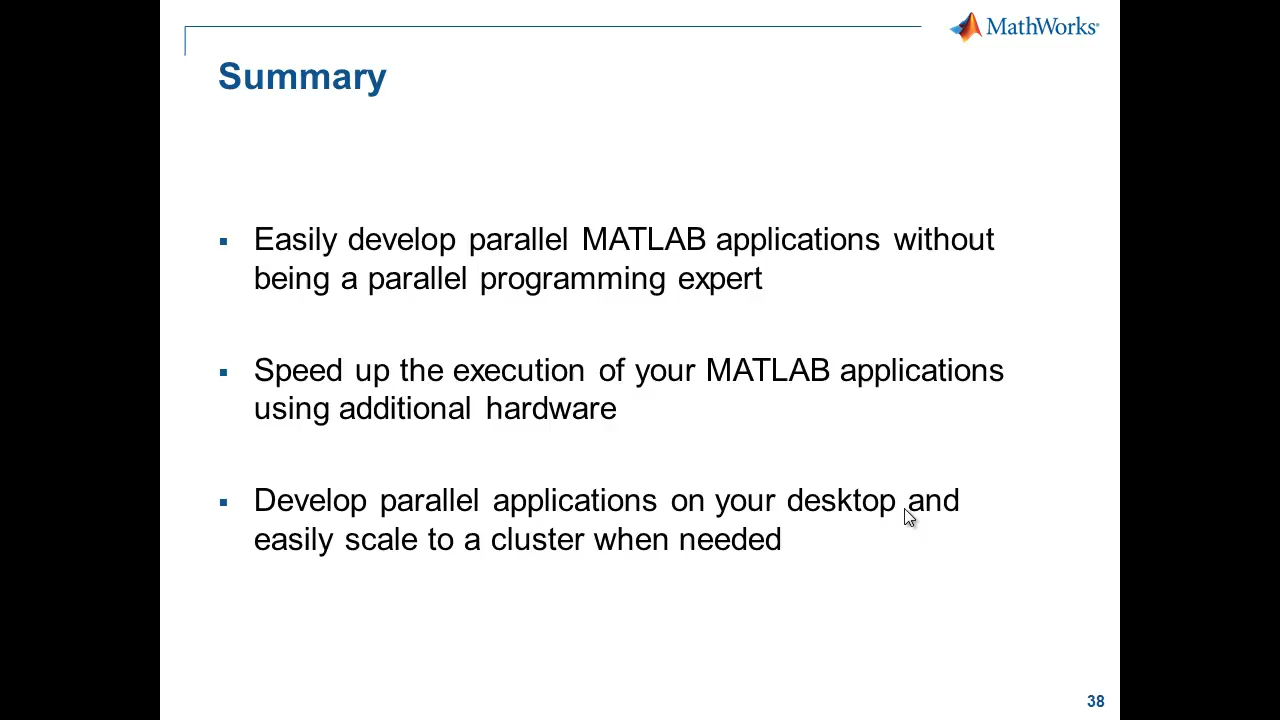 MathWorks®
Summary
▪ Easily develop parallel MATLAB applications without
being a parallel programming expert
▪ Speed up the execution of your MATLAB applications
using additional hardware
▪ Develop parallel applications on your desktop and
easily scale to a cluster when needed
38